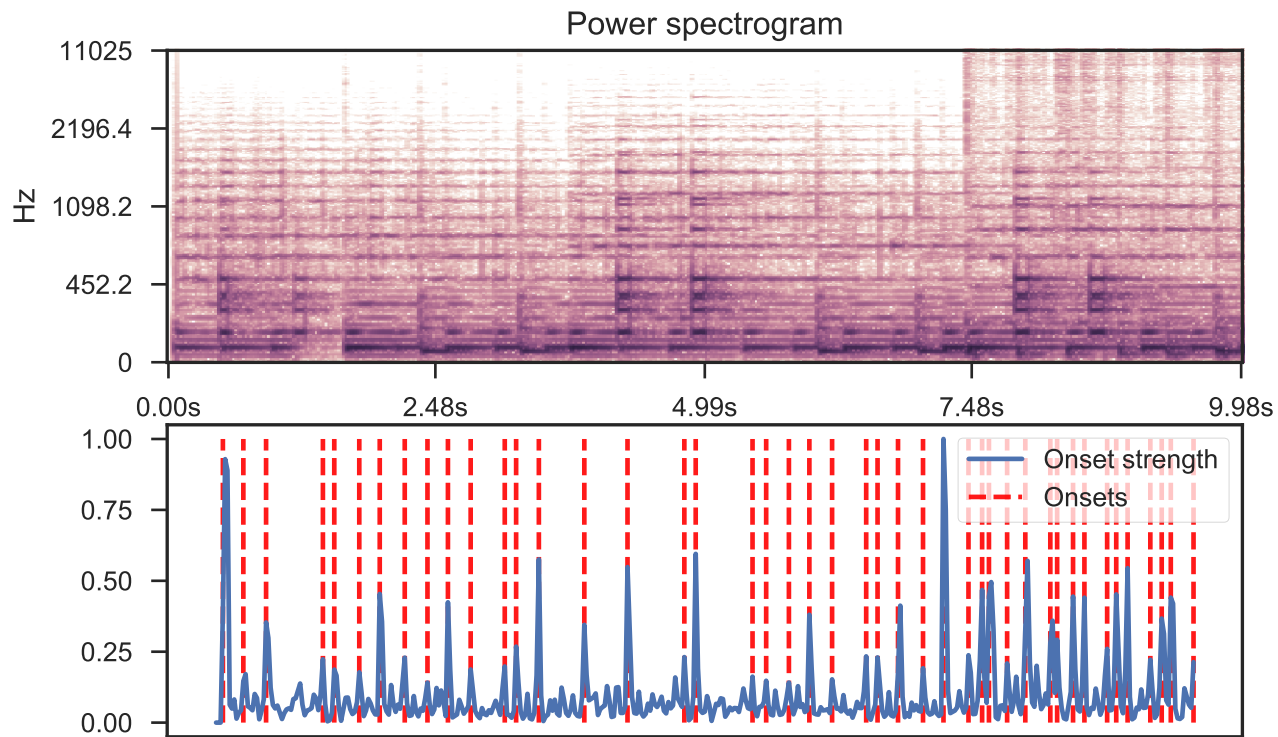 Power spectrogram
11025
2196.4
1098.2
452.2
0
Hz
0.00s 2.48s 4.99s 7.48s 9.98s
1.00
0.75
0.50
0.25
0.00
Onset strength
Onsets